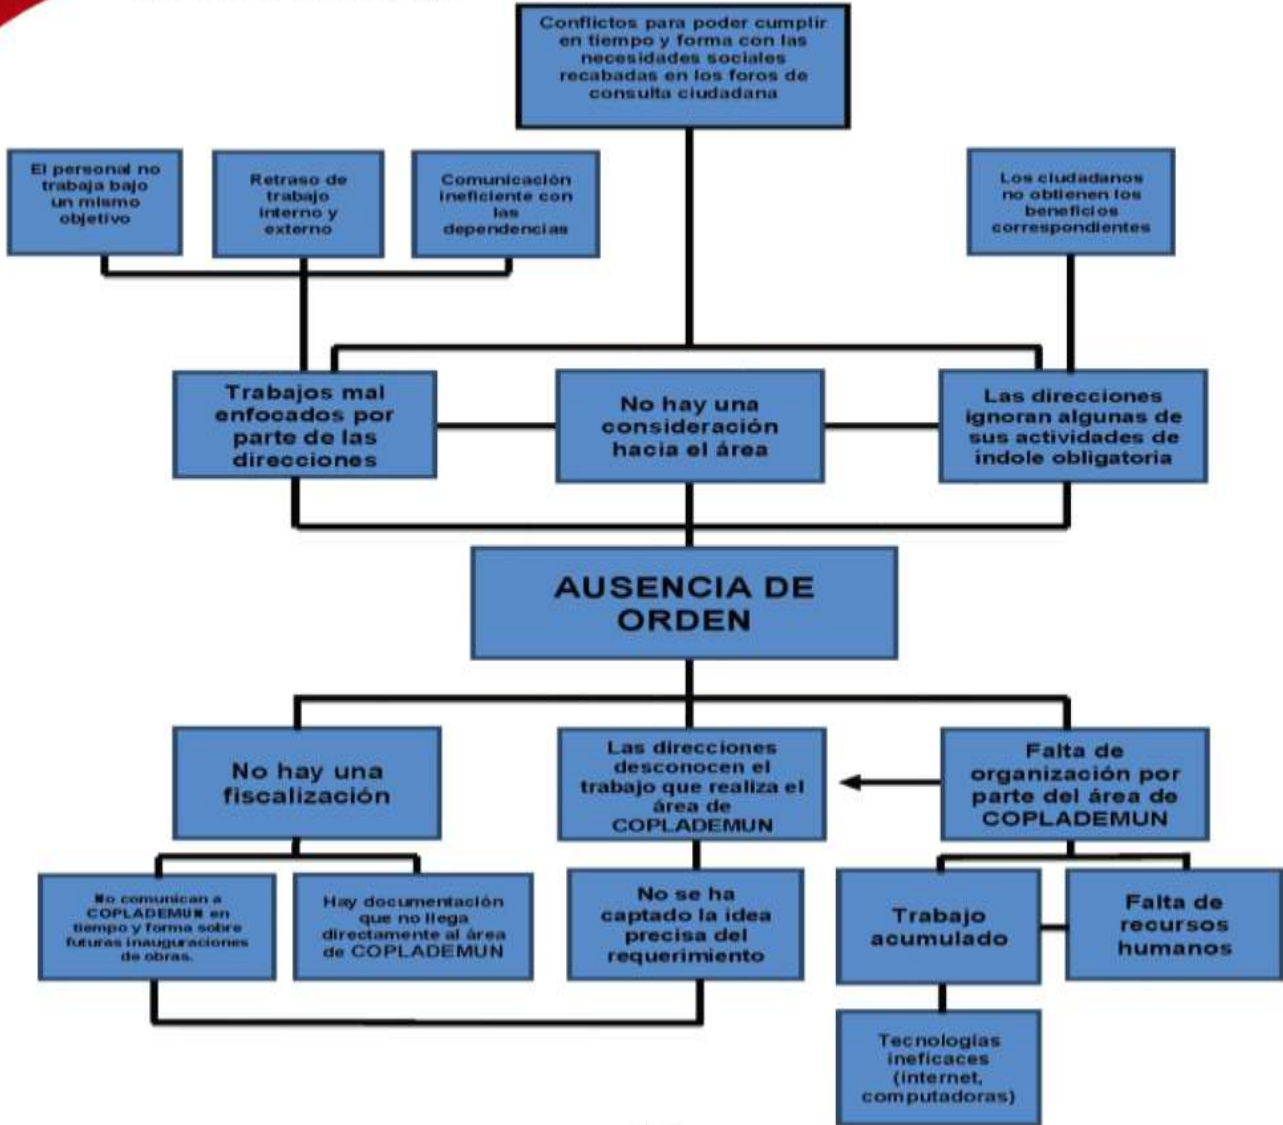 Conflictos para poder cumplir
en tiempo y forma con las
necesidades sociales
recabadas en los foros de
consulta ciudadana
El personal no
trabaja bajo
un mismo
objetivo
Retraso de
trabajo
interno y
externo
Comunicación
ineficiente con
las
dependencias
Los ciudadanos
no obtienen los
beneficios
correspondientes
Trabajos mal
enfocados por
parte de las
direcciones
No hay una
consideración
hacia el área
Las direcciones
ignoran algunas de
sus actividades de
índole obligatoria
AUSENCIA DE
ORDEN
No hay una
fiscalización
Las direcciones
desconocen el
trabajo que realiza el
área de
COPLADEMUN
Falta de
organización por
parte del área de
COPLADEMUN
No comunican a
COPLADEMUN en
tiempo y forma sobre
futuras inauguraciones
de obras.
Hay documentación
que no llega
directamente al área
de COPLADEMUN
No se ha
captado la idea
precisa del
requerimiento
Trabajo
acumulado
Falta de
recursos
humanos
Tecnologías
ineficaces
(internet,
computadoras)